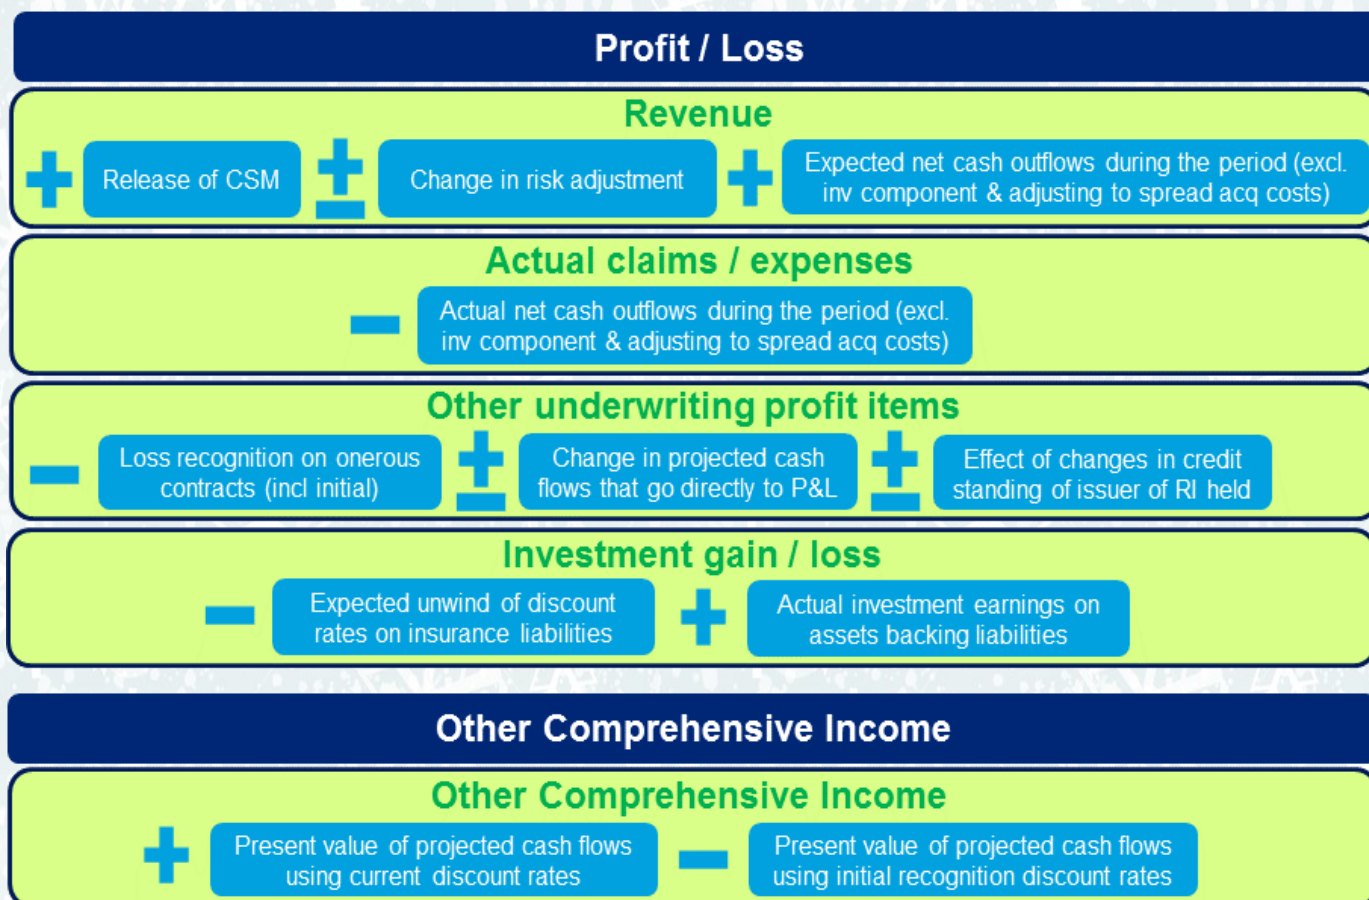 Profit / Loss
Revenue
+ Release of CSM ± Change in risk adjustment + Expected net cash outflows during the period (excl.
inv component & adjusting to spread acq costs)
Actual claims / expenses
− Actual net cash outflows during the period (excl.
inv component & adjusting to spread acq costs)
Other underwriting profit items
− Loss recognition on onerous
contracts (incl initial)
± Change in projected cash
flows that go directly to P&L
± Effect of changes in credit
standing of issuer of RI held
Investment gain / loss
− Expected unwind of discount
rates on insurance liabilities
+ Actual investment earnings on
assets backing liabilities
Other Comprehensive Income
Other Comprehensive Income
+ Present value of projected cash flows
using current discount rates
− Present value of projected cash flows
using initial recognition discount rates